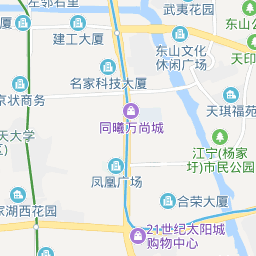 左邻右里
武夷花园
东山公
建工大厦
东山文化
休闲广场
天印
名家科技大厦
京状商务
天琪福苑
同曦万尚城
天大学
区)
江宁(杨家
圩)市民公园
凤凰广场
合荣大厦
家湖西花园
21世纪太阳城
购物中心